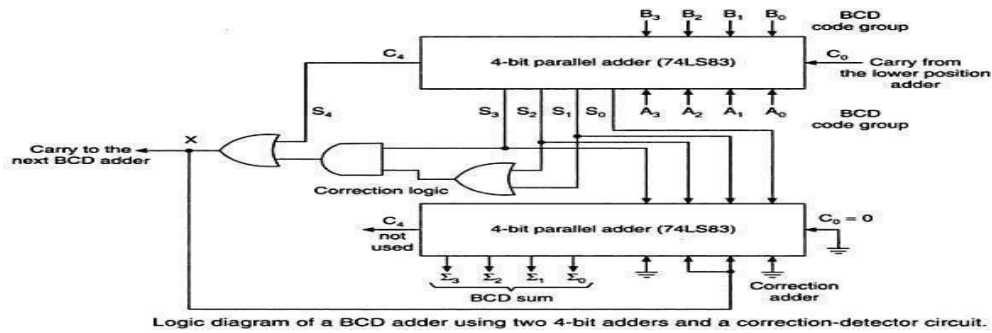 B₃ B₂ B₁ B₀ BCD code group
C₄ 4-bit parallel adder (74LS83) C₀ Carry from the lower position adder
S₄ S₃ S₂ S₁ S₀ A₃ A₂ A₁ A₀ BCD code group
X
Carry to the next BCD adder
Correction logic
C₄ not used 4-bit parallel adder (74LS83) C₀ = 0
Σ₃ Σ₂ Σ₁ Σ₀
BCD sum
Correction adder
Logic diagram of a BCD adder using two 4-bit adders and a correction-detector circuit.